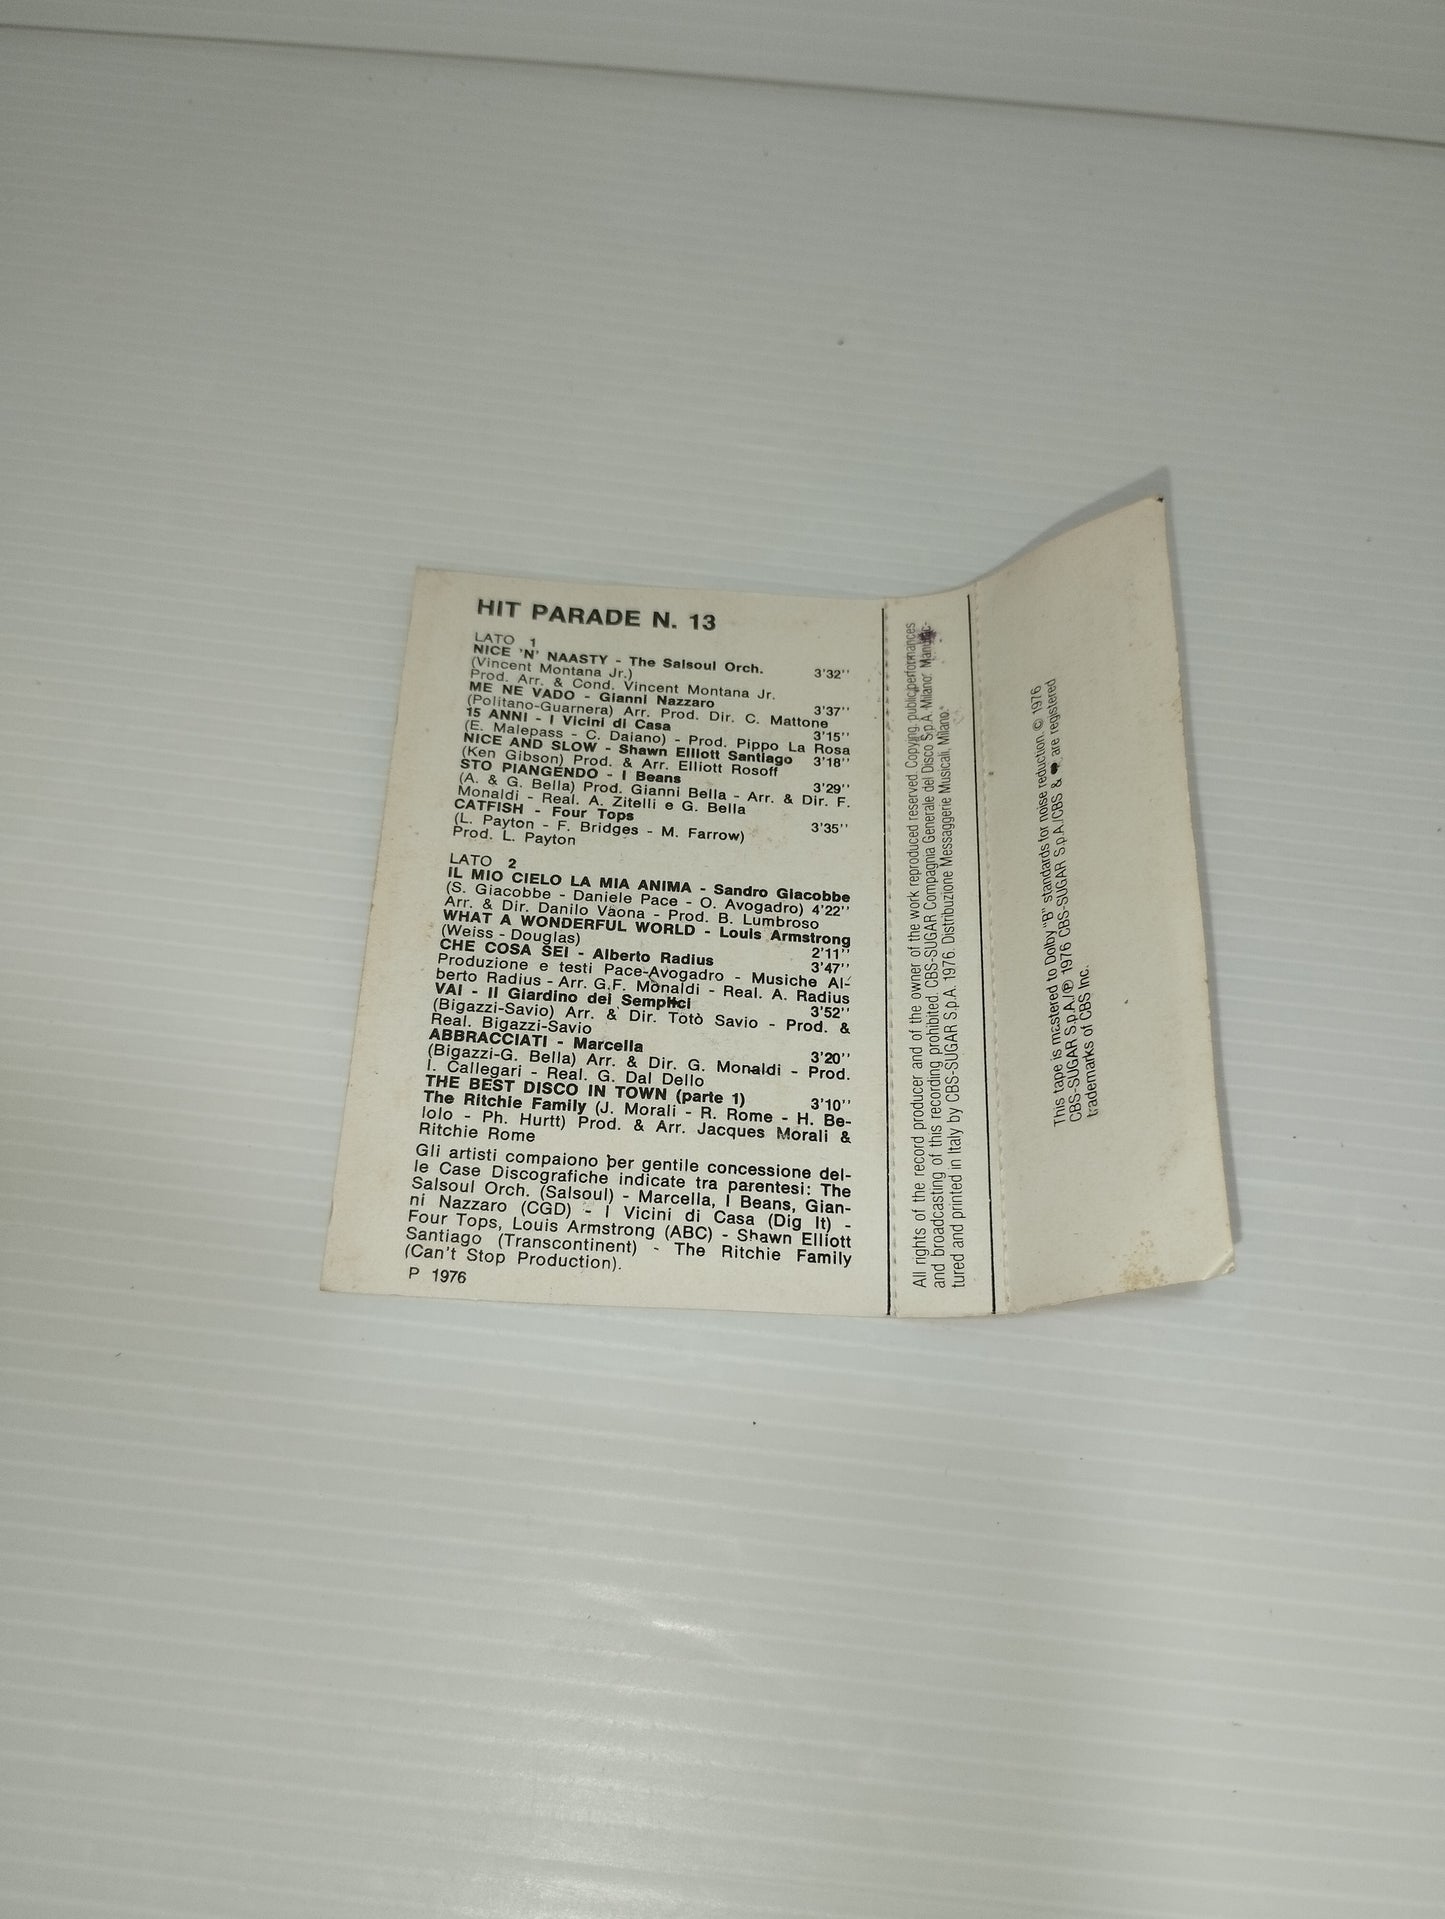 HIT PARADE N. 13
LATO 1
NICE 'N' NAASTY - The Salsoul Orch.
(Vincent Montana Jr.) 3'32''
Prod. Arr. & Cond. Vincent Montana Jr.
ME NE VADO - Gianni Nazzaro 3'37''
(Politano-Guarnera) Arr. Prod. Dir. C. Mattone
15 ANNI - I Vicini di Casa 3'15''
(E. Malepass - C. Daiano) - Prod. Pippo La Rosa
NICE AND SLOW - Shawn Elliott Santiago 3'18''
(Ken Gibson) Prod. & Arr. Elliott Rosoff
STO PIANGENDO - I Beans 3'29''
(A. & G. Bella) Prod. Gianni Bella - Arr. & Dir. F.
Monaldi - Real. A. Zitelli e G. Bella
CATFISH - Four Tops 3'35''
(L. Payton - F. Bridges - M. Farrow)
Prod. L. Payton
LATO 2
IL MIO CIELO LA MIA ANIMA - Sandro Giacobbe
(S. Giacobbe - Daniele Pace - O. Avogadro) 4'22''
Arr. & Dir. Danilo Vaona - Prod. B. Lumbroso
WHAT A WONDERFUL WORLD - Louis Armstrong
(Weiss - Douglas) 2'11''
CHE COSA SEI - Alberto Radius 3'47''
Produzione e testi Pace-Avogadro - Musiche Al-
berto Radius - Arr. G.F. Monaldi - Real. A. Radius
VAI - Il Giardino dei Semplici 3'52''
(Bigazzi-Savio) Arr. & Dir. Totò Savio - Prod. &
Real. Bigazzi-Savio
ABBRACCIATI - Marcella 3'20''
(Bigazzi-G. Bella) Arr. & Dir. G. Monaldi - Prod.
I. Callegari - Real. G. Dal Dello
THE BEST DISCO IN TOWN (parte 1) 3'10''
The Ritchie Family (J. Morali - R. Rome - H. Be-
lolo - Ph. Hurtt) Prod. & Arr. Jacques Morali &
Ritchie Rome
Gli artisti compaiono per gentile concessione del-
le Case Discografiche indicate tra parentesi: The
Salsoul Orch. (Salsoul) - Marcella, I Beans, Gian-
ni Nazzaro (CGD) - I Vicini di Casa (Dig It) -
Four Tops, Louis Armstrong (ABC) - Shawn Elliott
Santiago (Transcontinent) - The Ritchie Family
(Can't Stop Production).
P 1976
All rights of the record producer and of the owner of the work reproduced reserved. Copying, public performances
and broadcasting of this recording prohibited. CBS-SUGAR Compagnia Generale del Disco S.p.A. Milano. Manufac-
tured and printed in Italy by CBS-SUGAR S.p.A. 1976. Distribuzione Messaggerie Musicali, Milano.
This tape is mastered to Dolby "B" standards for noise reduction. © 1976
CBS-SUGAR S.p.A./℗ 1976 CBS-SUGAR S.p.A./CBS & are registered
trademarks of CBS Inc.